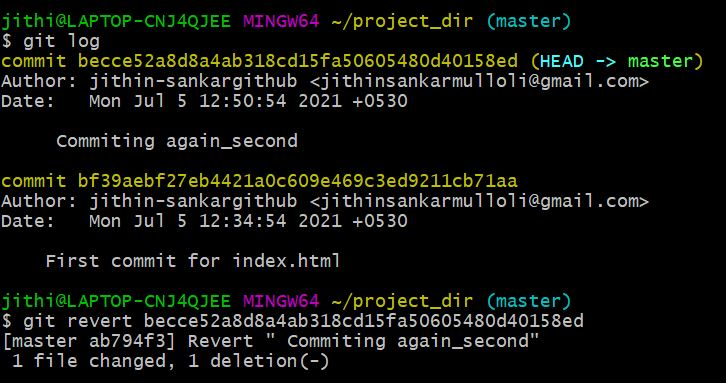 jithi@LAPTOP-CNJ4QJEE MINGW64 ~/project_dir (master)
$ git log
commit becce52a8d8a4ab318cd15fa50605480d40158ed (HEAD -> master)
Author: jithin-sankargithub <jithinsankarmulloli@gmail.com>
Date:   Mon Jul 5 12:50:54 2021 +0530
     Commiting again_second
commit bf39aebf27eb4421a0c609e469c3ed9211cb71aa
Author: jithin-sankargithub <jithinsankarmulloli@gmail.com>
Date:   Mon Jul 5 12:34:54 2021 +0530
    First commit for index.html
jithi@LAPTOP-CNJ4QJEE MINGW64 ~/project_dir (master)
$ git revert becce52a8d8a4ab318cd15fa50605480d40158ed
[master ab794f3] Revert " Commiting again_second"
 1 file changed, 1 deletion(-)